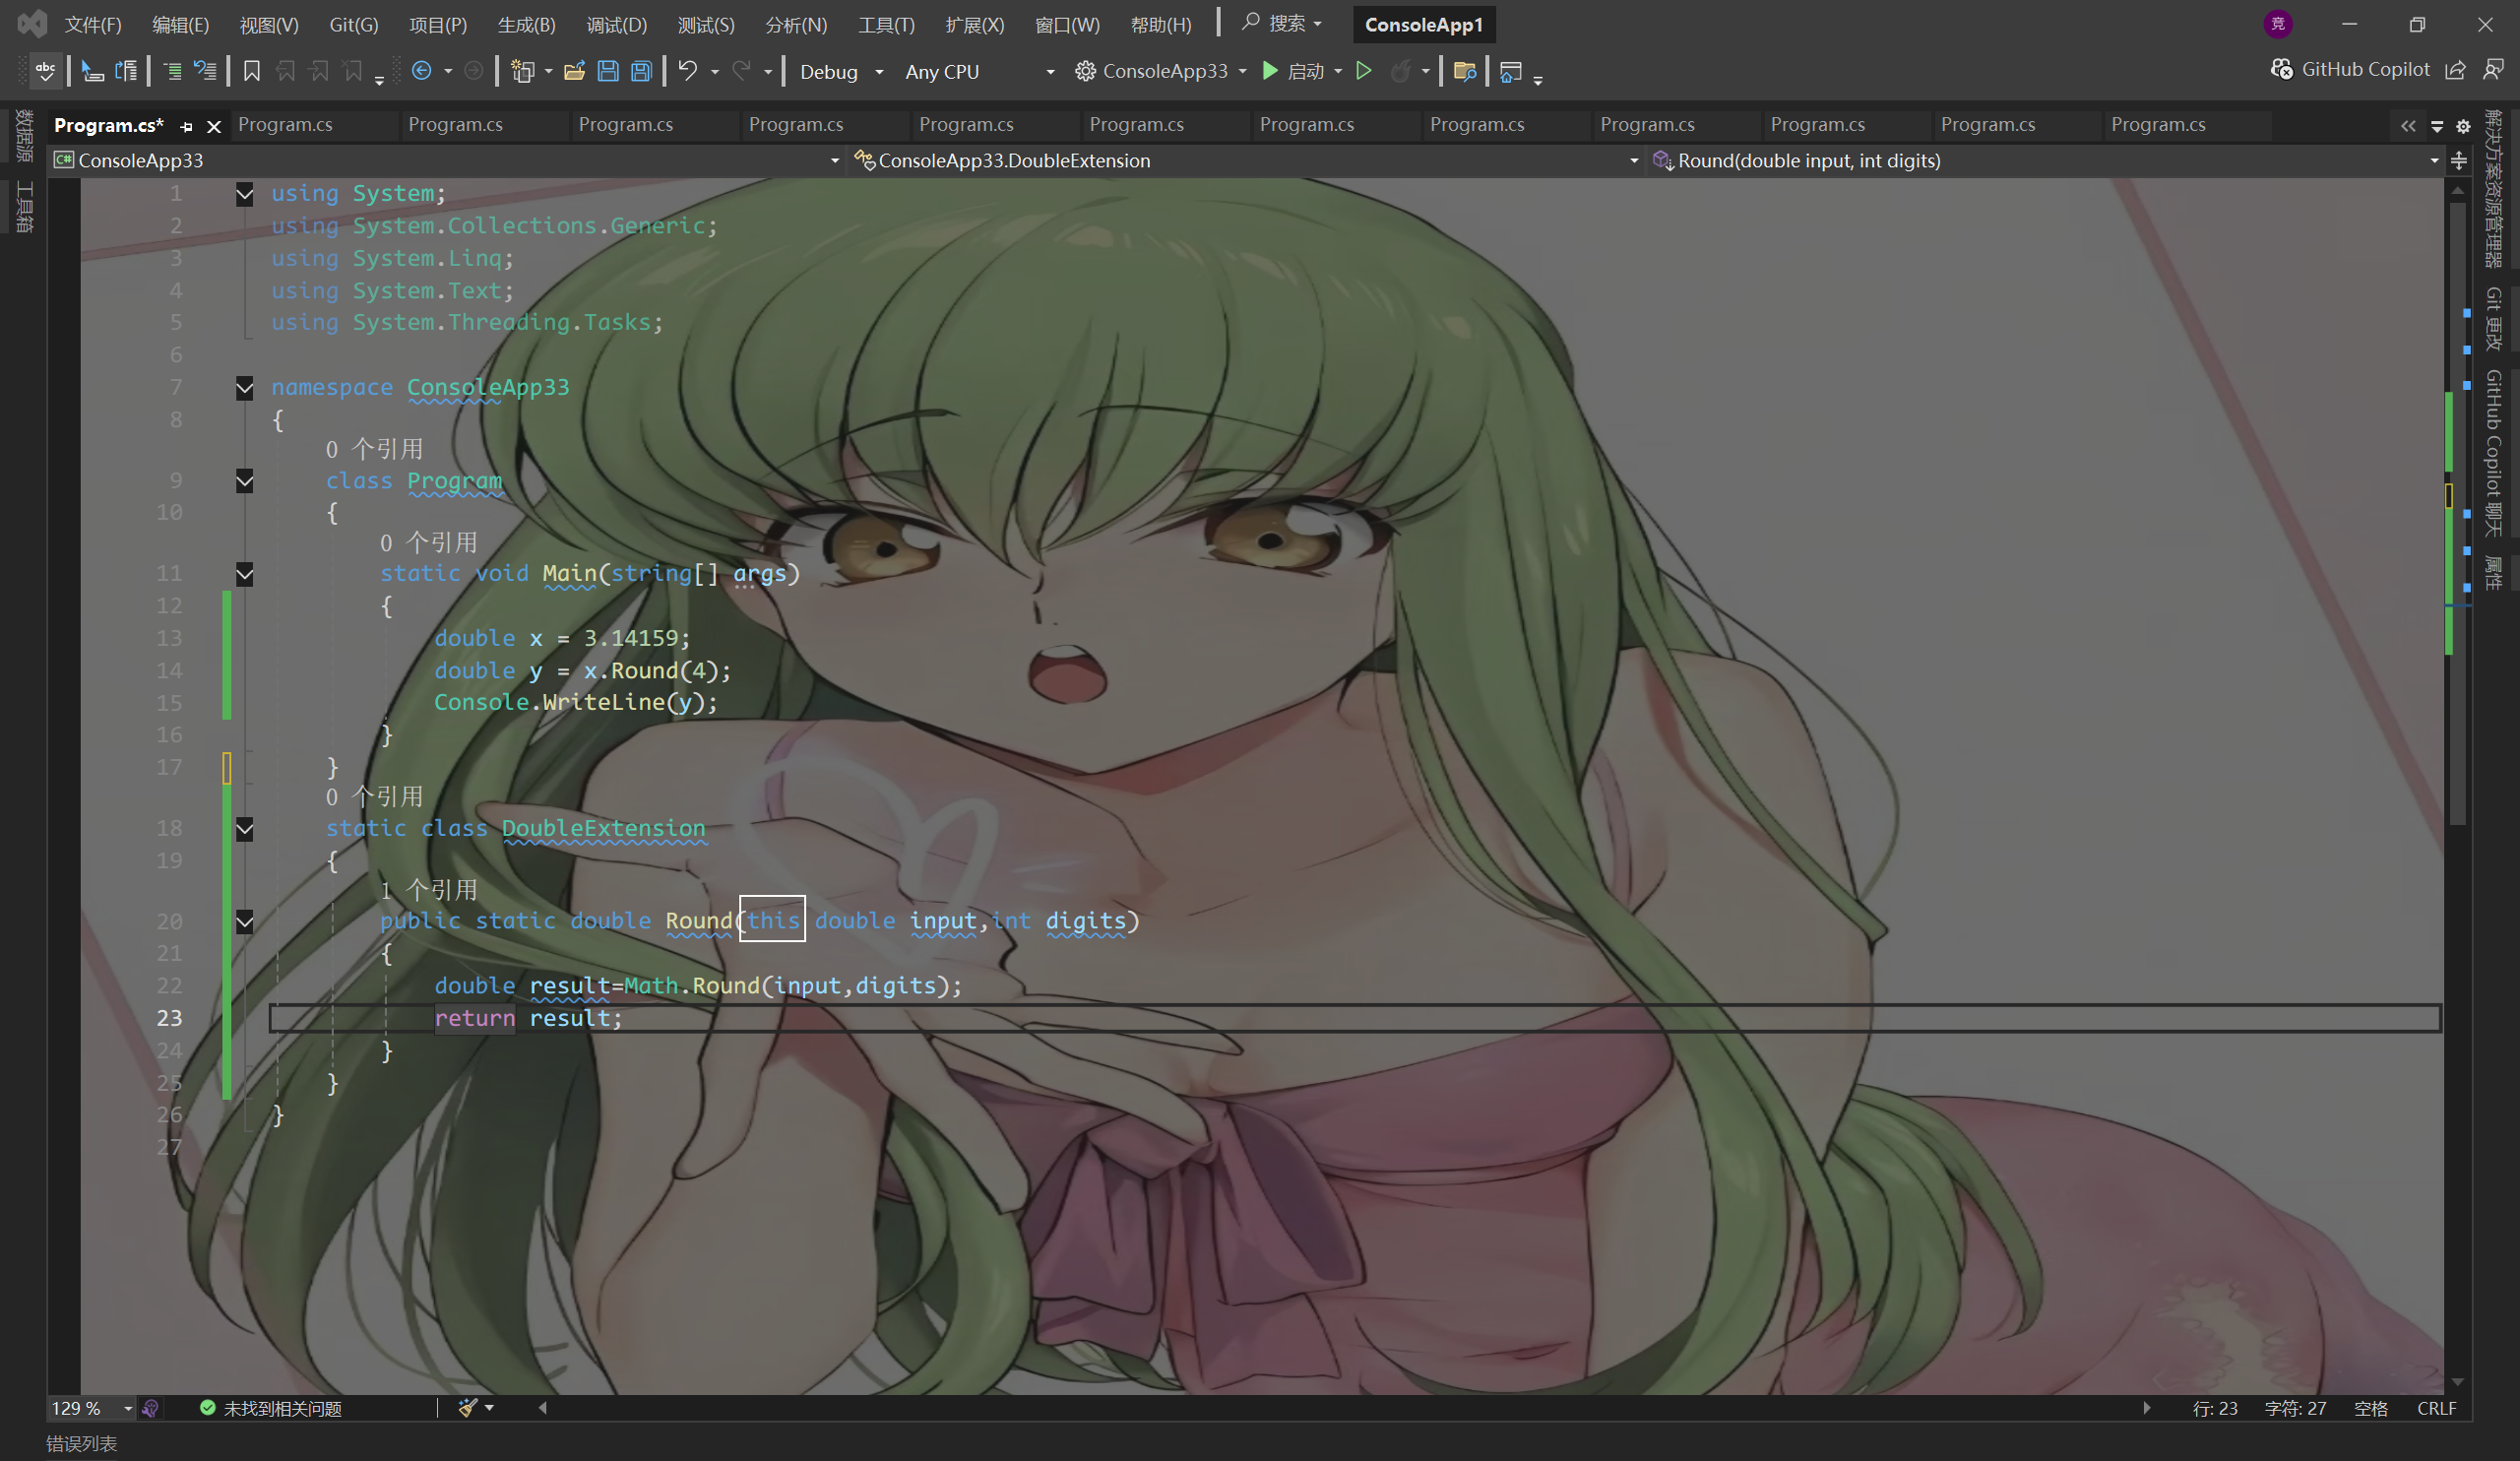 文件(F) 编辑(E) 视图(V) Git(G) 项目(P) 生成(B) 调试(D) 测试(S) 分析(N) 工具(T) 扩展(X) 窗口(W) 帮助(H) 搜索 ConsoleApp1 竞
abc Debug Any CPU ConsoleApp33 启动 GitHub Copilot
数据源
工具箱
Program.cs* Program.cs Program.cs Program.cs Program.cs Program.cs Program.cs Program.cs Program.cs Program.cs Program.cs Program.cs Program.cs
C# ConsoleApp33 ConsoleApp33.DoubleExtension Round(double input, int digits)
1 using System;
2 using System.Collections.Generic;
3 using System.Linq;
4 using System.Text;
5 using System.Threading.Tasks;
6
7 namespace ConsoleApp33
8 {
0 个引用
9 class Program
10 {
0 个引用
11 static void Main(string[] args)
12 {
13 double x = 3.14159;
14 double y = x.Round(4);
15 Console.WriteLine(y);
16 }
17 }
0 个引用
18 static class DoubleExtension
19 {
1 个引用
20 public static double Round(this double input,int digits)
21 {
22 double result=Math.Round(input,digits);
23 return result;
24 }
25 }
26 }
27
解决方案资源管理器
Git 更改
GitHub Copilot 聊天
属性
129 % 未找到相关问题 行: 23 字符: 27 空格 CRLF
错误列表